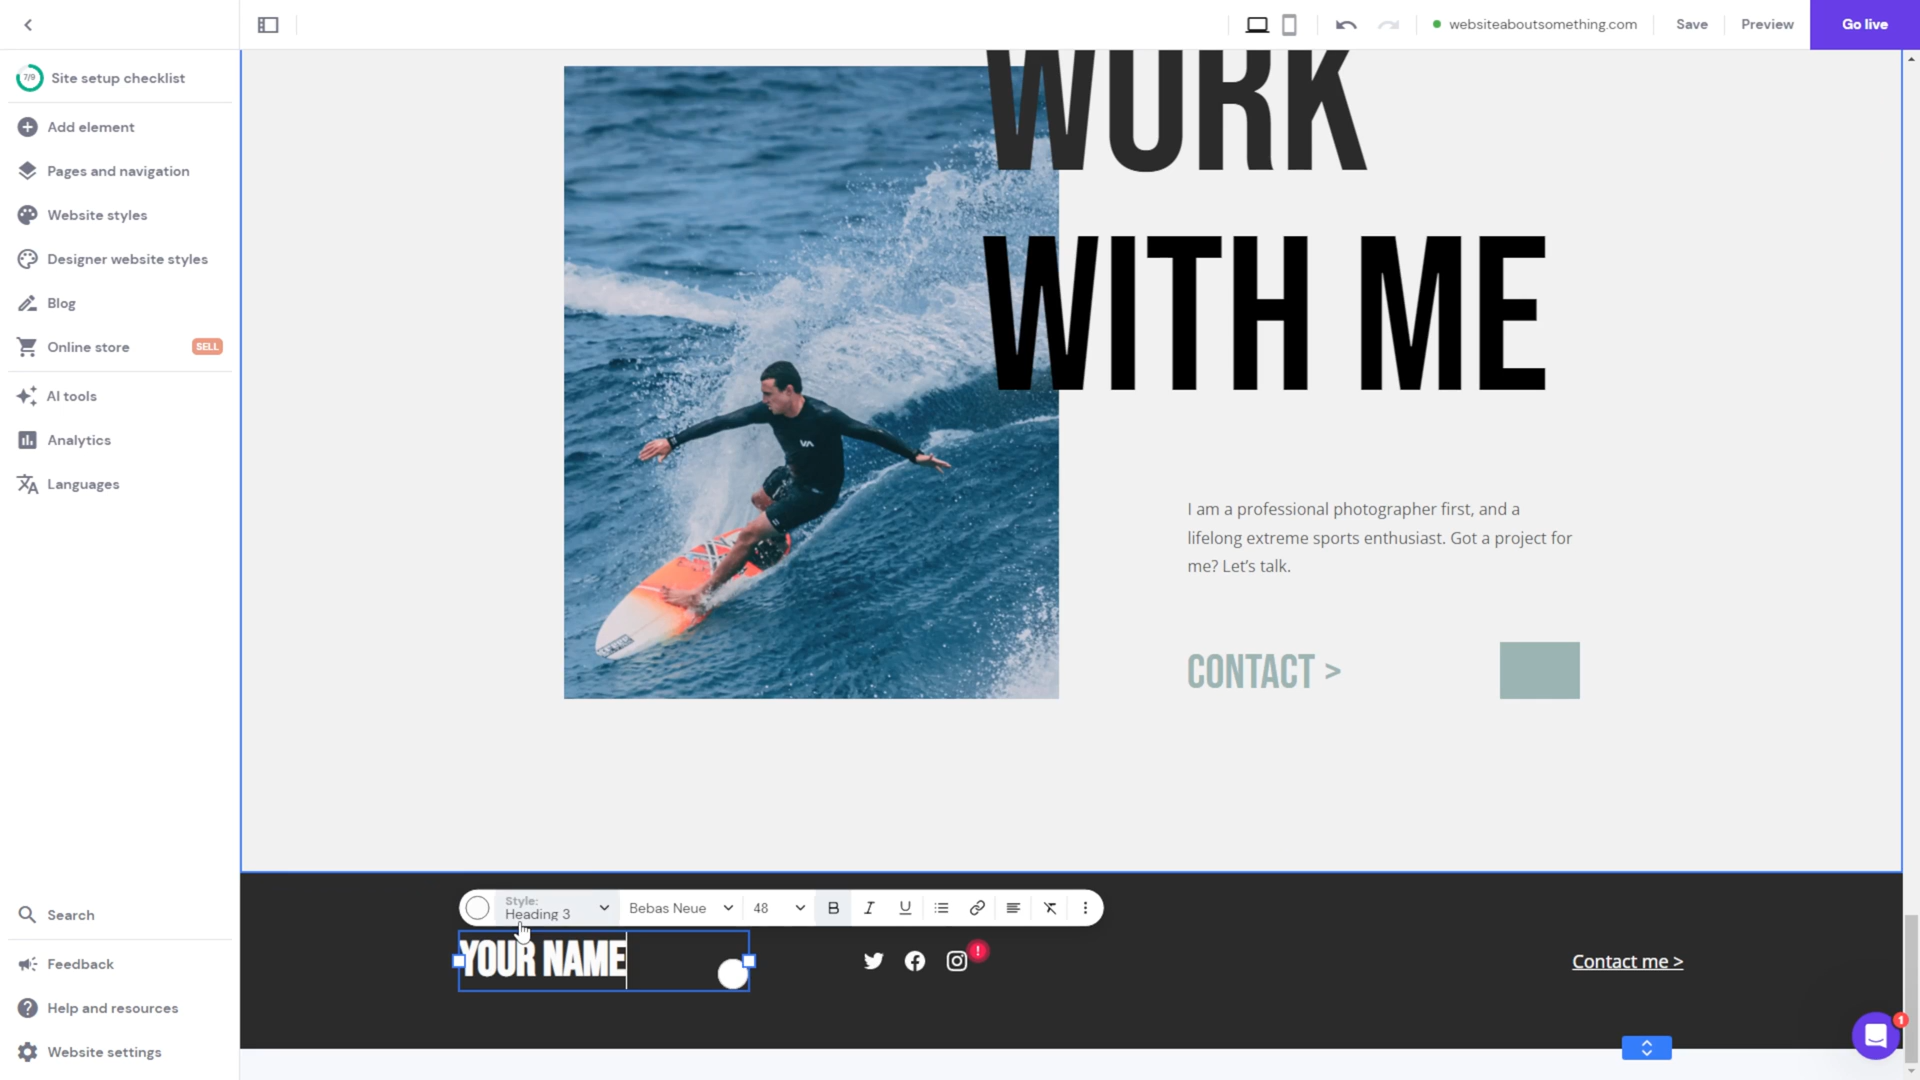 websiteaboutsomething.com
Save
Preview
Go live
7/9
Site setup checklist
Add element
Pages and navigation
Website styles
Designer website styles
Blog
Online store
SELL
AI tools
Analytics
Languages
WORK
WITH ME
I am a professional photographer first, and a
lifelong extreme sports enthusiast. Got a project for
me? Let's talk.
CONTACT >
Style:
Heading 3
Bebas Neue
48
B
I
U
YOUR NAME
!
Contact me >
Search
Feedback
Help and resources
Website settings
1